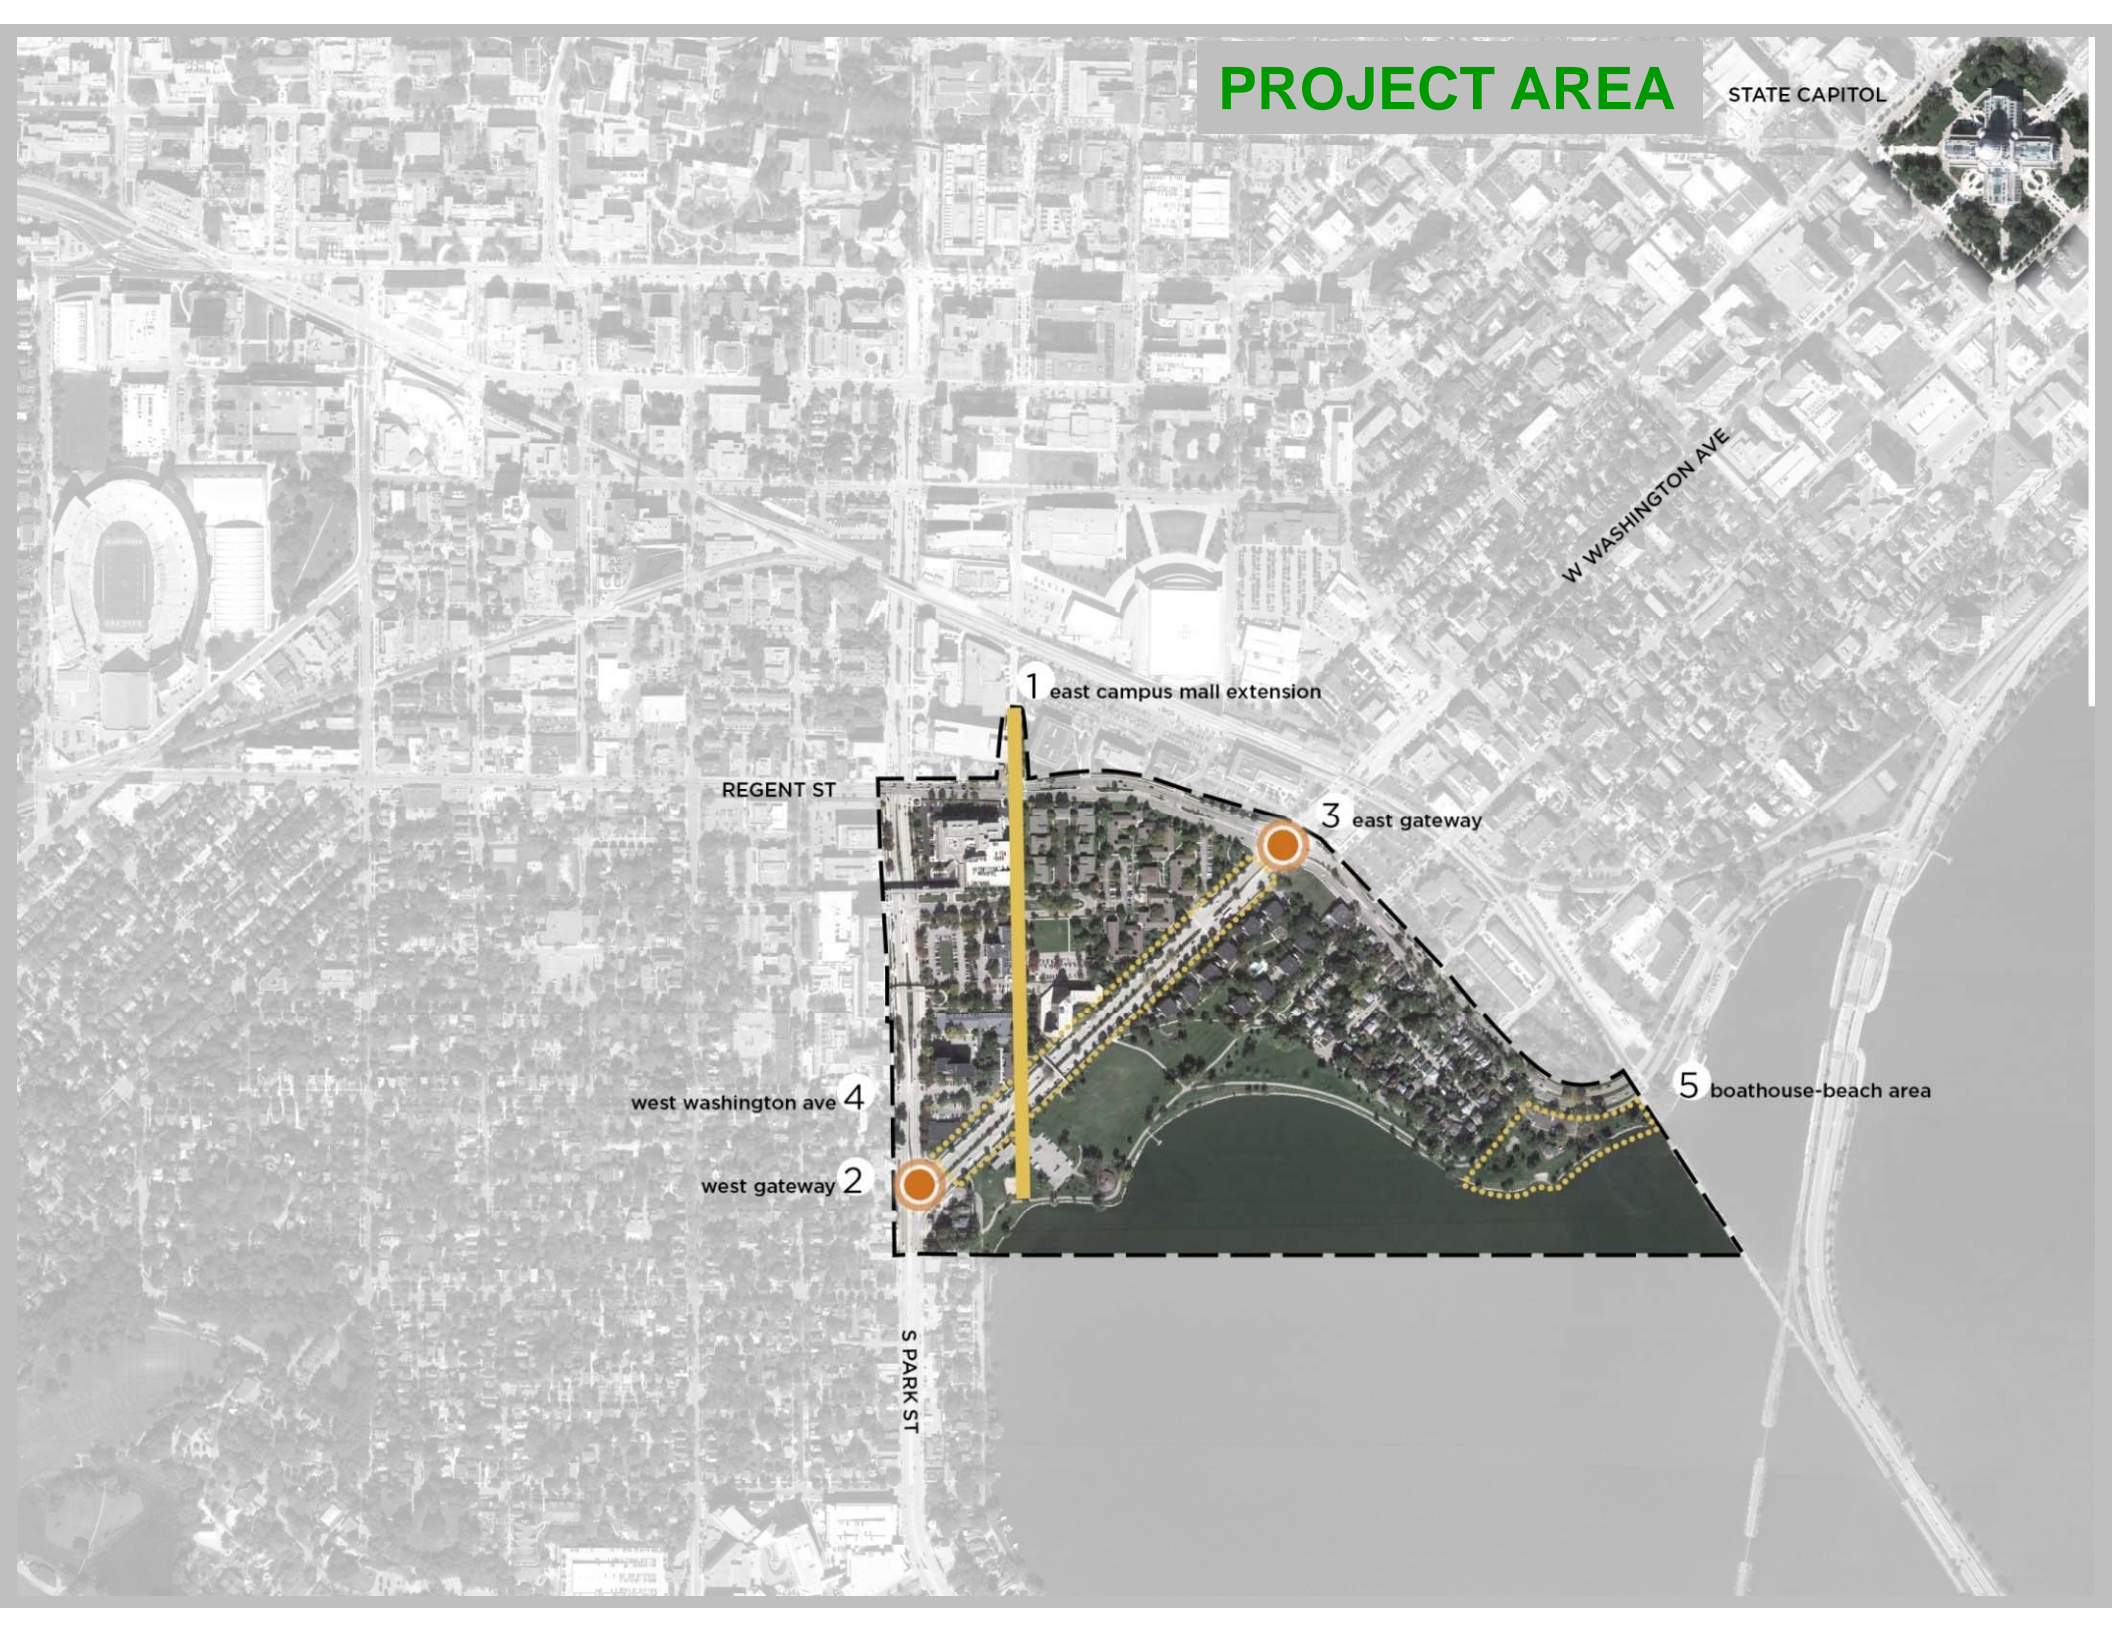 PROJECT AREA
STATE CAPITOL
W WASHINGTON AVE
1 east campus mall extension
REGENT ST
3 east gateway
5 boathouse-beach area
west washington ave 4
west gateway 2
S PARK ST